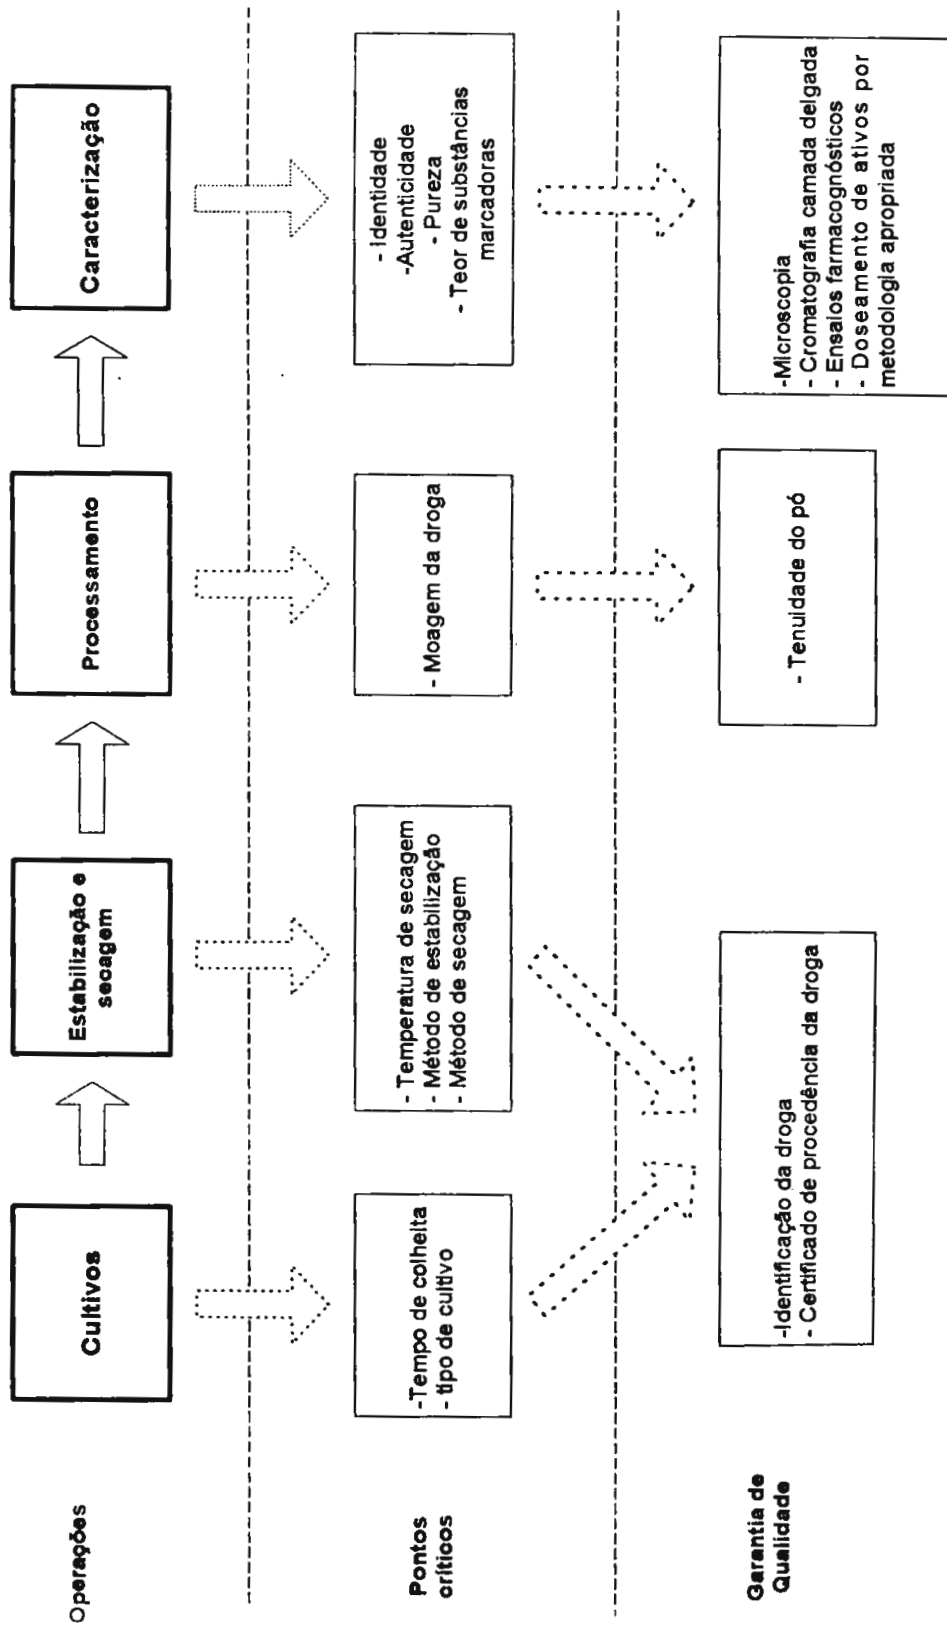 Operações
Cultivos
Estabilização e
secagem
Processamento
Caracterização
Pontos
críticos
-Tempo de colheita
- tipo de cultivo
- Temperatura de secagem
- Método de estabilização
- Método de secagem
- Moagem da droga
- Identidade
-Autenticidade
- Pureza
- Teor de substâncias
marcadoras
Garantia de
Qualidade
-Identificação da droga
- Certificado de procedência da droga
- Tenuidade do pó
-Microscopia
- Cromatografia camada delgada
- Ensaios farmacognósticos
- Doseamento de ativos por
metodologia apropriada